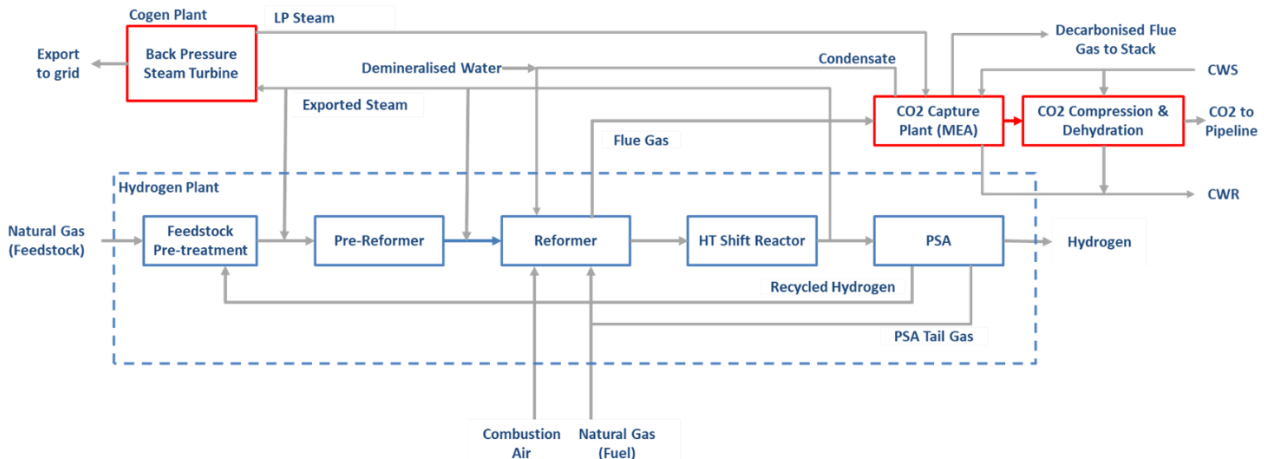 Cogen Plant
LP Steam
Export
to grid
Back Pressure
Steam Turbine
Demineralised Water
Condensate
Decarbonised Flue
Gas to Stack
CWS
Exported Steam
CO2 Capture
Plant (MEA)
CO2 Compression &
Dehydration
CO2 to
Pipeline
Flue Gas
Hydrogen Plant
CWR
Natural Gas
(Feedstock)
Feedstock
Pre-treatment
Pre-Reformer
Reformer
HT Shift Reactor
PSA
Hydrogen
Recycled Hydrogen
PSA Tail Gas
Combustion
Air
Natural Gas
(Fuel)